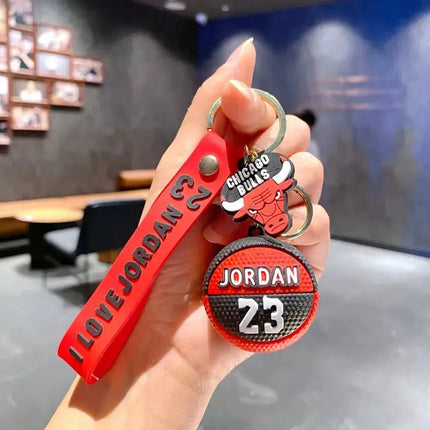 I LOVE JORDAN 23
CHICAGO
BULLS
JORDAN
23